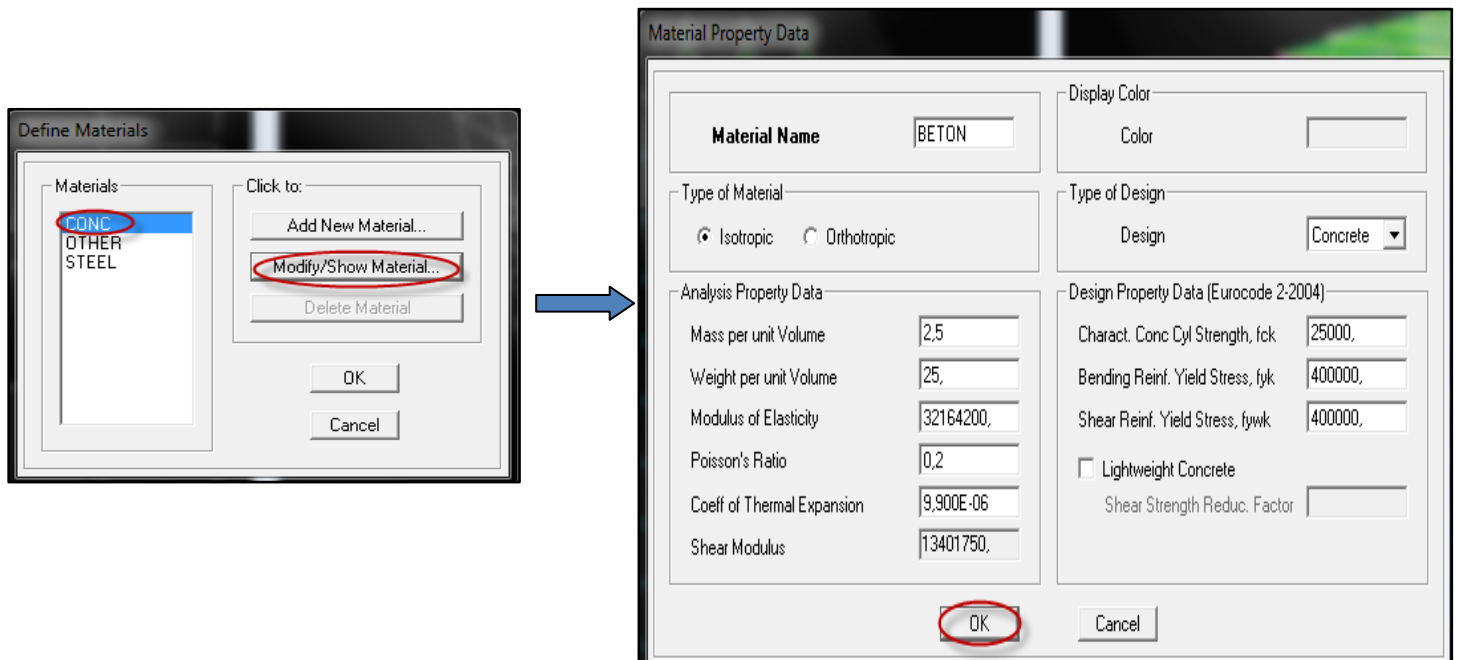 Define Materials
Materials
CONC
OTHER
STEEL
Click to:
Add New Material...
Modify/Show Material...
Delete Material
OK
Cancel
Material Property Data
Material Name BETON
Display Color
Color
Type of Material
Isotropic Orthotropic
Type of Design
Design Concrete
Analysis Property Data
Mass per unit Volume 2,5
Weight per unit Volume 25,
Modulus of Elasticity 32164200,
Poisson's Ratio 0,2
Coeff of Thermal Expansion 9,900E-06
Shear Modulus 13401750,
Design Property Data (Eurocode 2-2004)
Charact. Conc Cyl Strength, fck 25000,
Bending Reinf. Yield Stress, fyk 400000,
Shear Reinf. Yield Stress, fywk 400000,
Lightweight Concrete
Shear Strength Reduc. Factor
OK Cancel